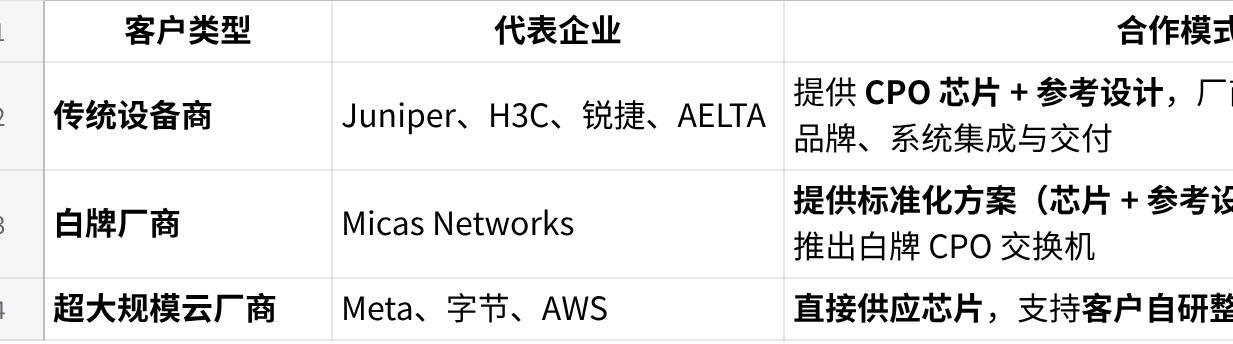 客户类型 代表企业 合作模式
传统设备商 Juniper、H3C、锐捷、AELTA 提供 CPO 芯片 + 参考设计，厂
品牌、系统集成与交付
白牌厂商 Micas Networks 提供标准化方案（芯片 + 参考设
推出白牌 CPO 交换机
超大规模云厂商 Meta、字节、AWS 直接供应芯片，支持客户自研整